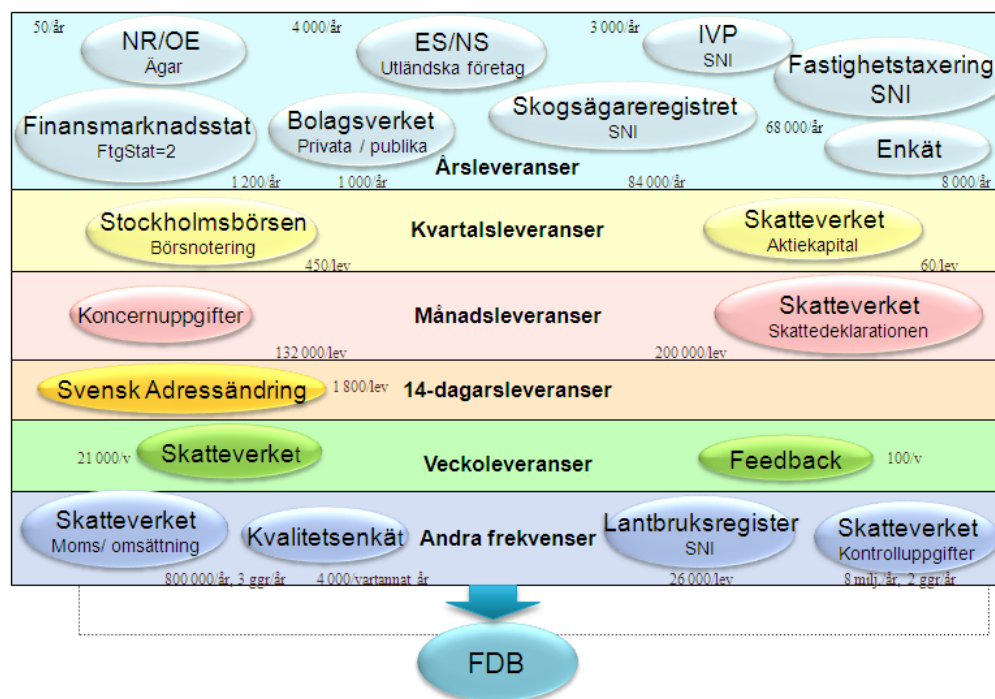 50/år
NR/OE
Ägar
4 000/år
ES/NS
Utländska företag
3 000/år
IVP
SNI
Fastighetstaxering
SNI
68 000/år
Finansmarknadsstat
FtgStat=2
1 200/år
Bolagsverket
Privata / publika
1 000/år
Skogsägareregistret
SNI
84 000/år
Enkät
8 000/år
Årsleveranser
Stockholmsbörsen
Börsnotering
450/lev
Kvartalsleveranser
Skatteverket
Aktiekapital
60/lev
Koncernuppgifter
132 000/lev
Månadsleveranser
Skatteverket
Skattedeklarationen
200 000/lev
Svensk Adressändring
1 800/lev
14-dagarsleveranser
21 000/v
Skatteverket
Veckoleveranser
Feedback
100/v
Skatteverket
Moms/ omsättning
800 000/år, 3 ggr/år
Kvalitetsenkät
4 000/vartannat år
Andra frekvenser
Lantbruksregister
SNI
26 000/lev
Skatteverket
Kontrolluppgifter
8 milj./år, 2 ggr/år
FDB